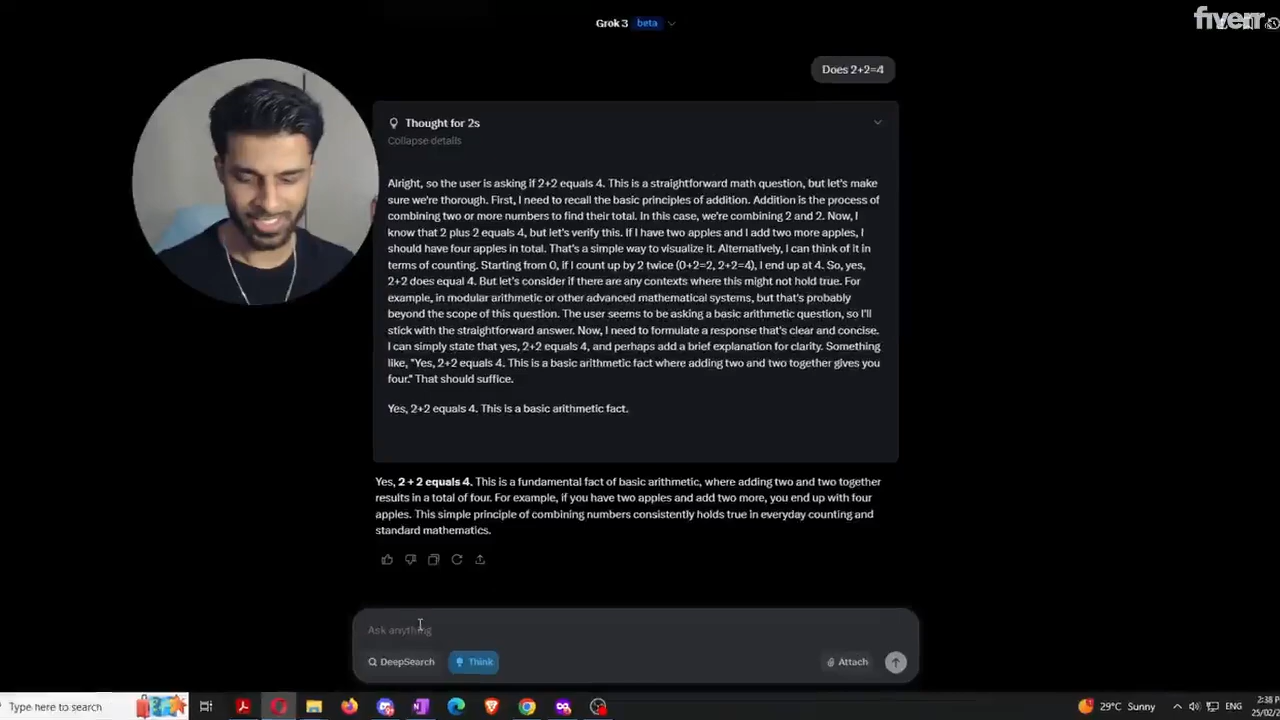 Grok 3 beta
fiverr
Does 2+2=4
Thought for 2s
Collapse details
Alright, so the user is asking if 2+2 equals 4. This is a straightforward math question, but let's make
sure we're thorough. First, I need to recall the basic principles of addition. Addition is the process of
combining two or more numbers to find their total. In this case, we're combining 2 and 2. Now, I
know that 2 plus 2 equals 4, but let's verify this. If I have two apples and I add two more apples, I
should have four apples in total. That's a simple way to visualize it. Alternatively, I can think of it in
terms of counting. Starting from 0, if I count up by 2 twice (0+2=2, 2+2=4), I end up at 4. So, yes,
2+2 does equal 4. But let's consider if there are any contexts where this might not hold true. For
example, in modular arithmetic or other advanced mathematical systems, but that's probably
beyond the scope of this question. The user seems to be asking a basic arithmetic question, so I'll
stick with the straightforward answer. Now, I need to formulate a response that's clear and concise.
I can simply state that yes, 2+2 equals 4, and perhaps add a brief explanation for clarity. Something
like, "Yes, 2+2 equals 4. This is a basic arithmetic fact where adding two and two together gives you
four." That should suffice.
Yes, 2+2 equals 4. This is a basic arithmetic fact.
Yes, 2 + 2 equals 4. This is a fundamental fact of basic arithmetic, where adding two and two together
results in a total of four. For example, if you have two apples and add two more, you end up with four
apples. This simple principle of combining numbers consistently holds true in everyday counting and
standard mathematics.
Ask anything
DeepSearch Think Attach
Type here to search
29°C Sunny
ENG
2:38 P
25/02/2